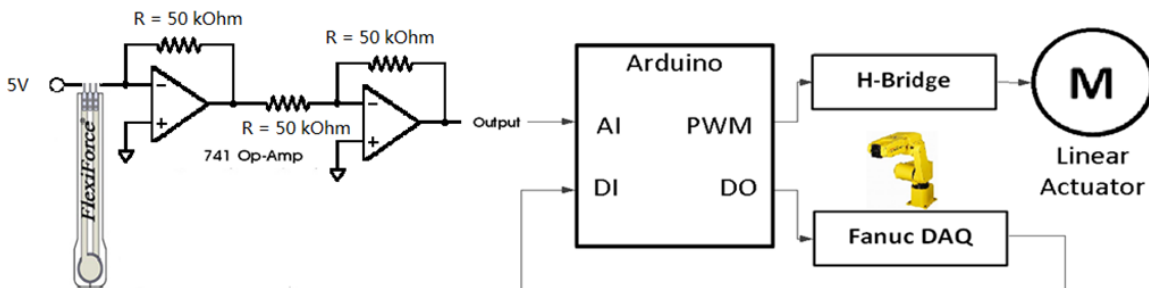 R = 50 kOhm
R = 50 kOhm
5V
R = 50 kOhm
741 Op-Amp
FlexiForce®
Output
Arduino
AI
PWM
DI
DO
H-Bridge
M
Linear
Actuator
Fanuc DAQ